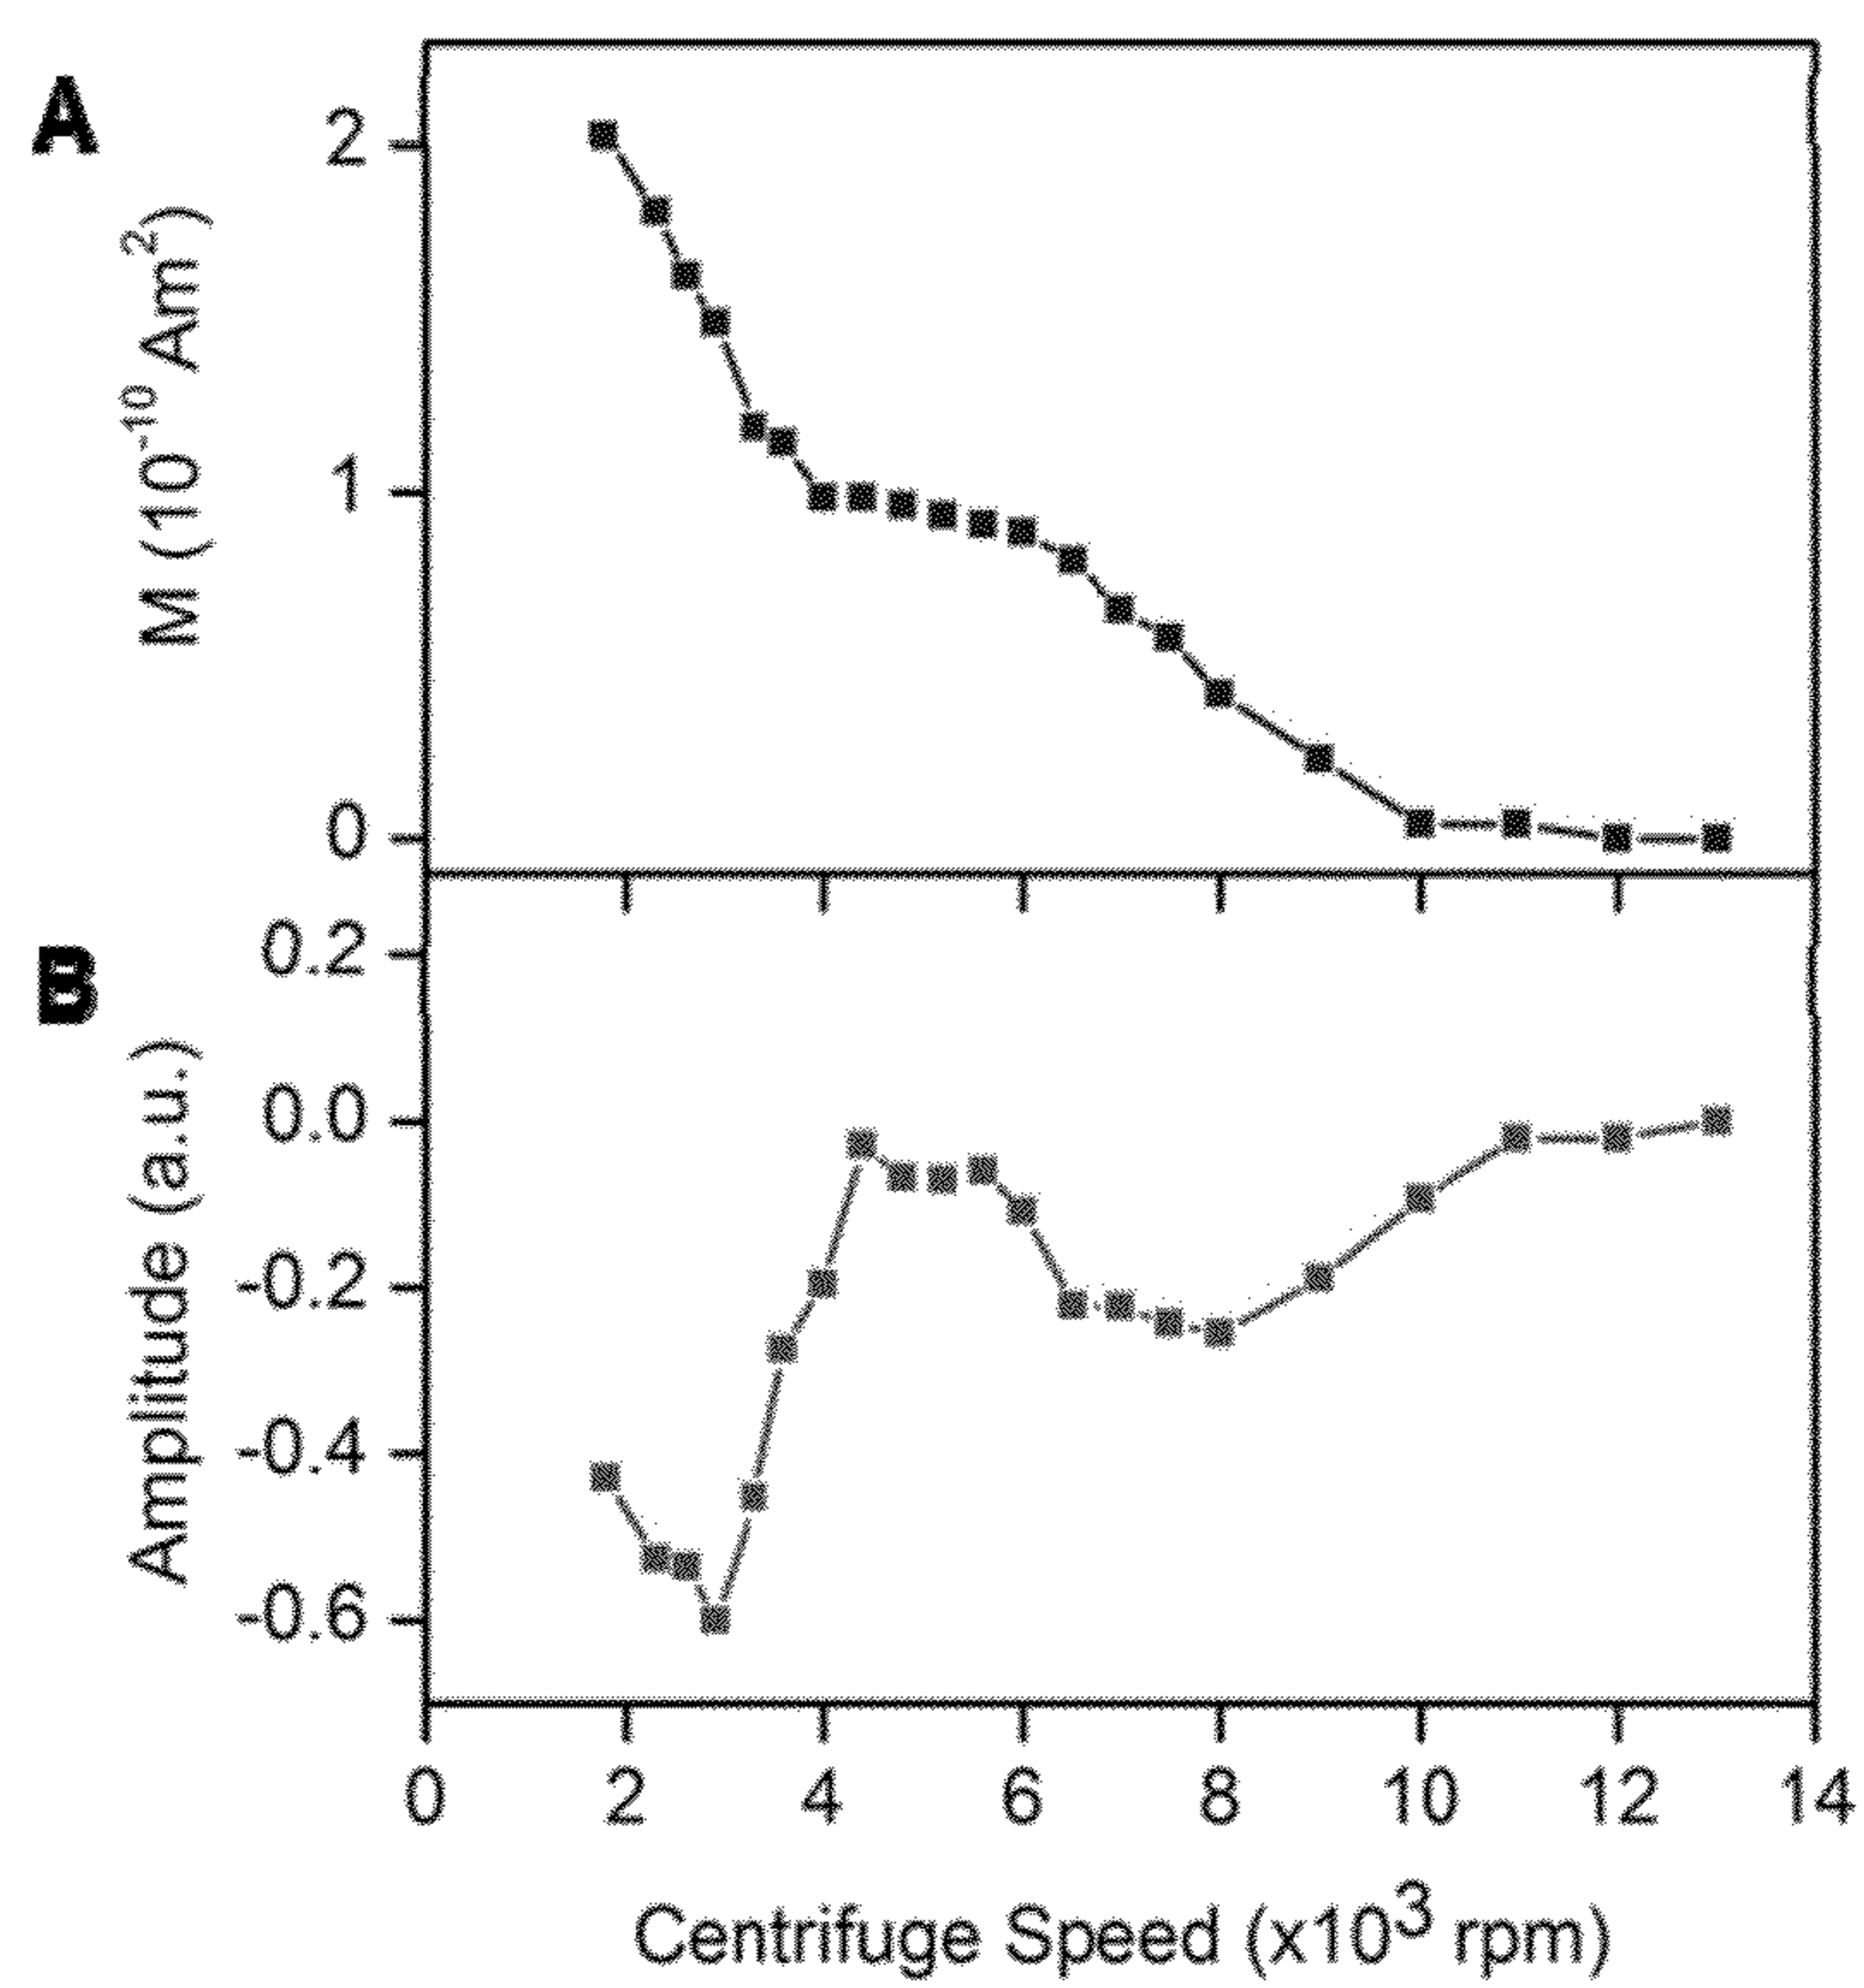 A
M (10⁻¹⁰ Am²)
2
1
0
B
Amplitude (a.u.)
0.2
0.0
-0.2
-0.4
-0.6
0 2 4 6 8 10 12 14
Centrifuge Speed (x10³ rpm)